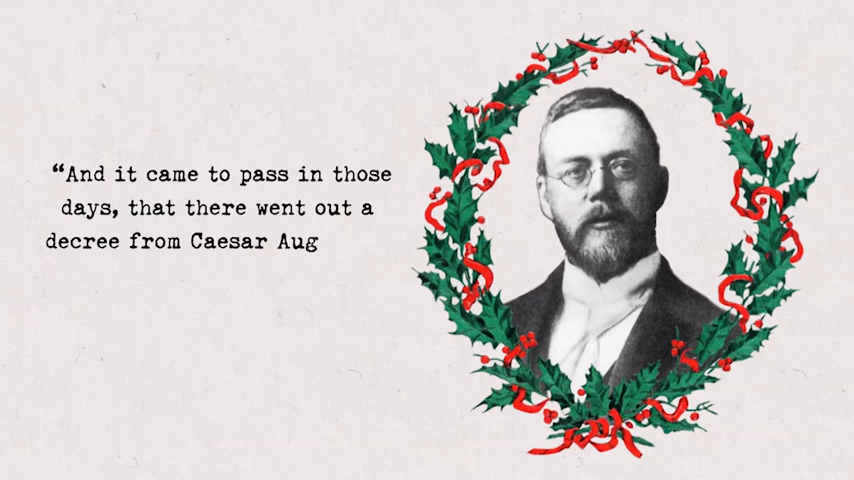 “And it came to pass in those
days, that there went out a
decree from Caesar Aug